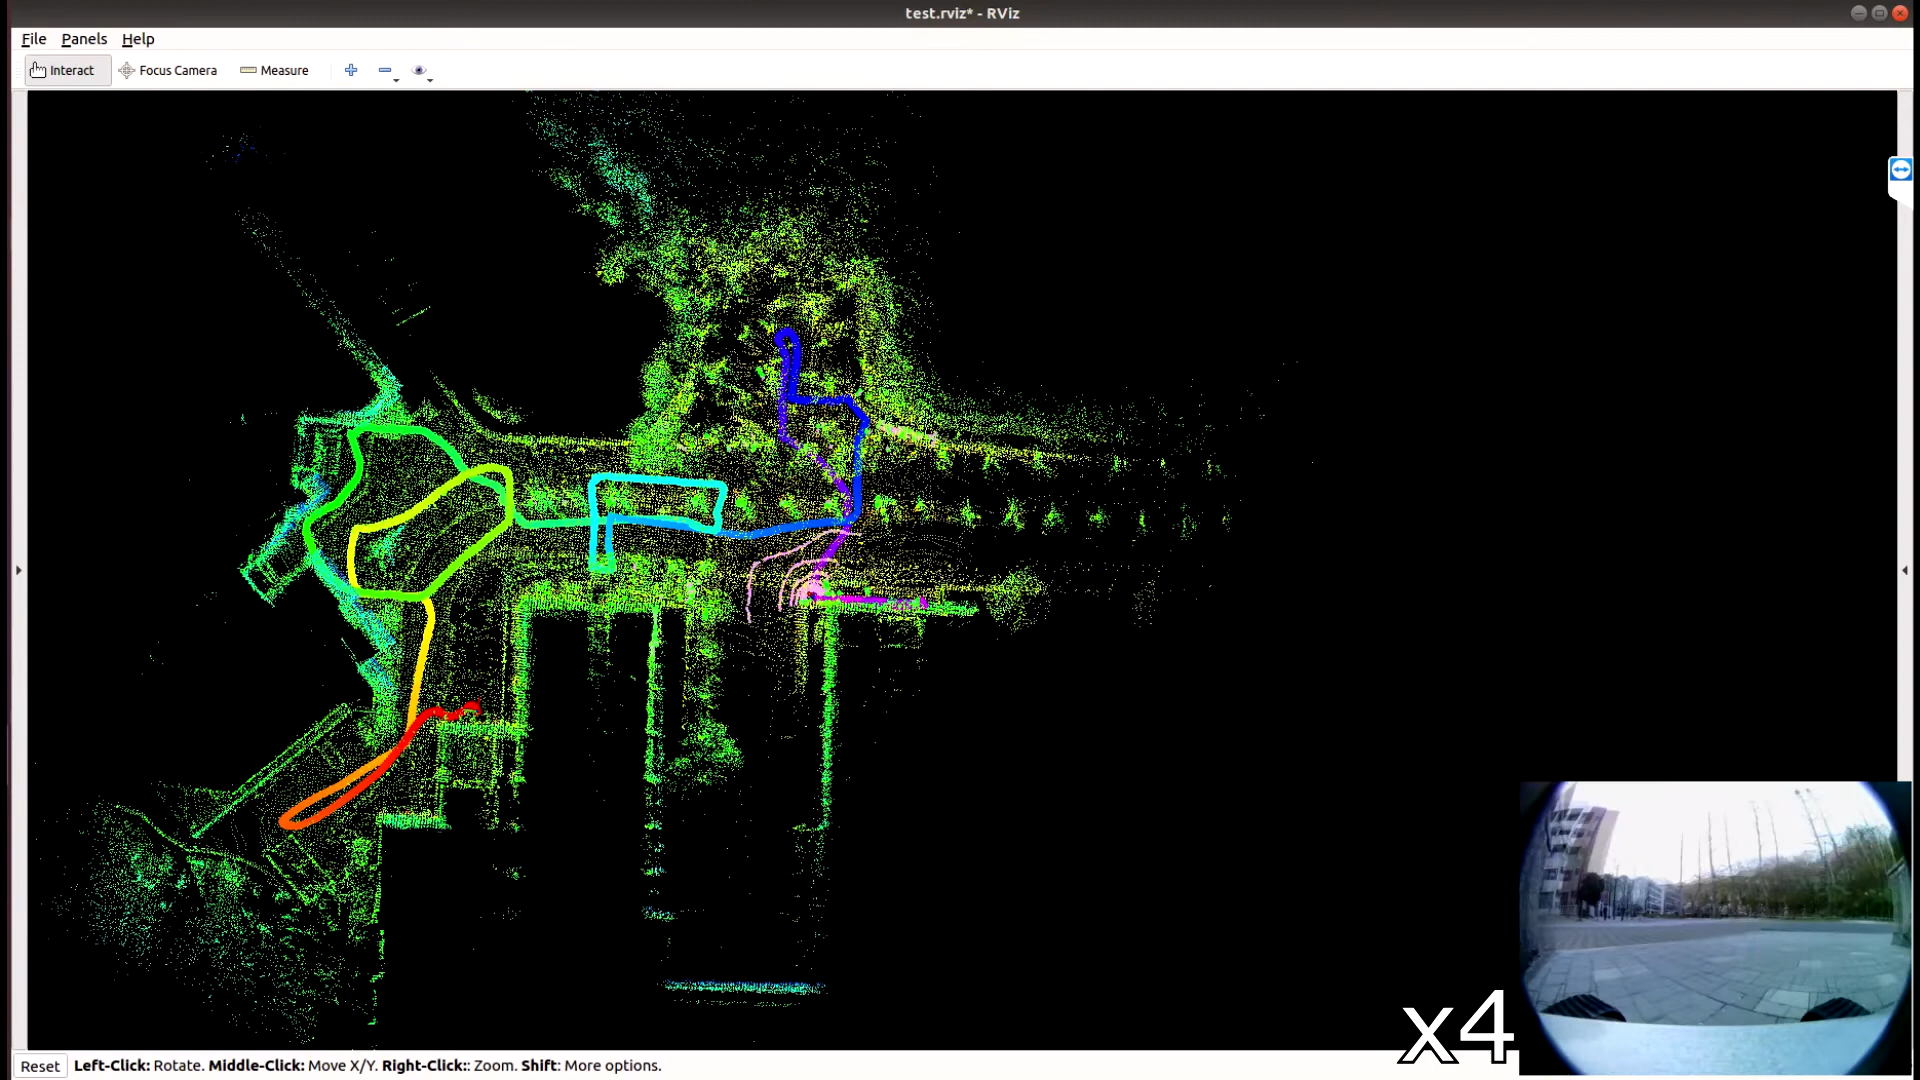 test.rviz* - RViz
File Panels Help
Interact Focus Camera Measure
x4
Reset Left-Click: Rotate. Middle-Click: Move X/Y. Right-Click:: Zoom. Shift: More options.